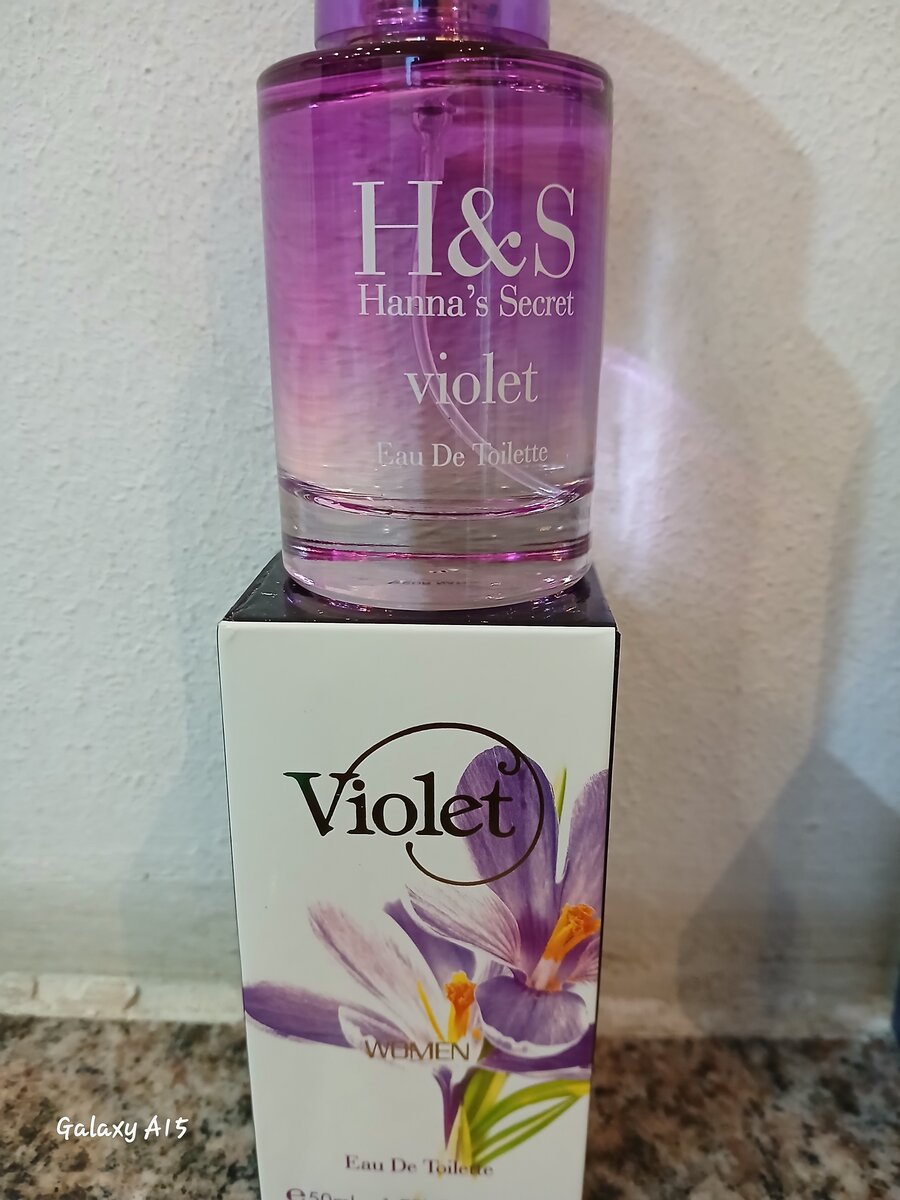 H&S
Hanna's Secret
violet
Eau De Toilette
Violet
WOMEN
Eau De Toilette
Galaxy A15